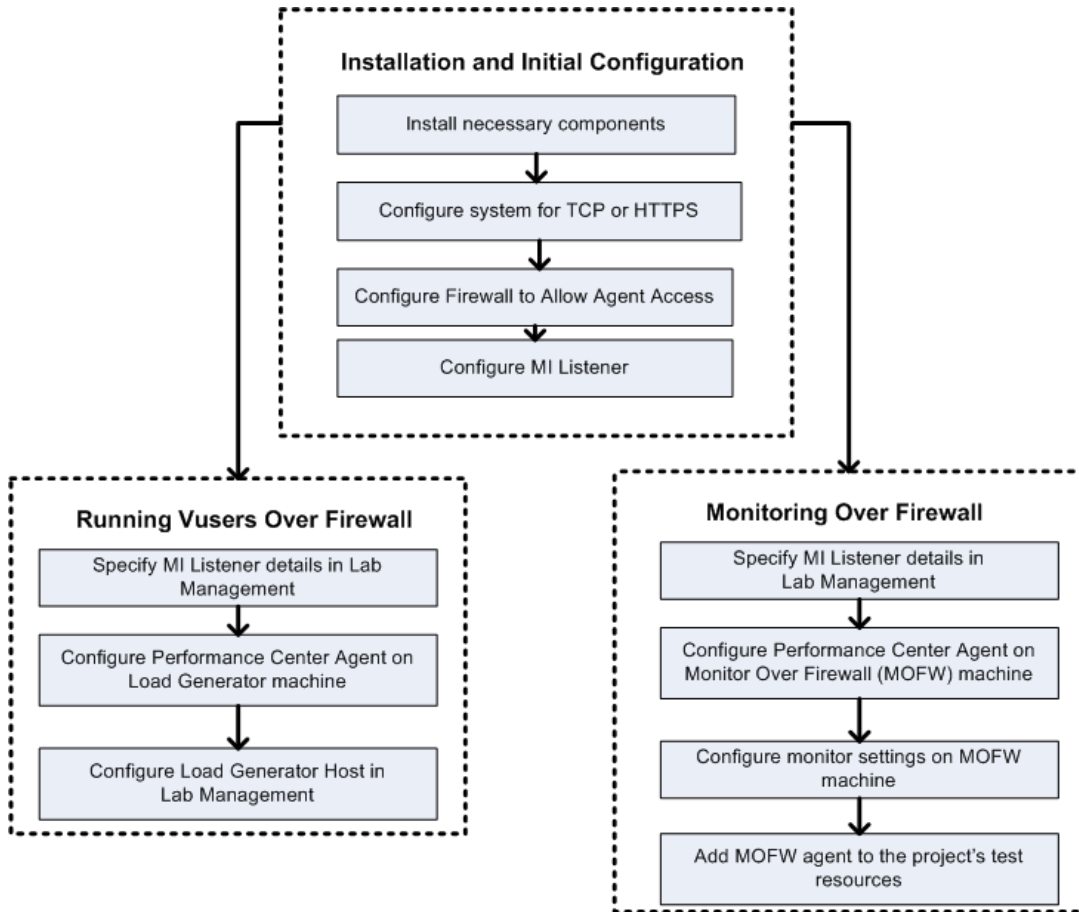 Installation and Initial Configuration
Install necessary components
Configure system for TCP or HTTPS
Configure Firewall to Allow Agent Access
Configure MI Listener
Running Vusers Over Firewall
Specify MI Listener details in Lab
Management
Configure Performance Center Agent on
Load Generator machine
Configure Load Generator Host in
Lab Management
Monitoring Over Firewall
Specify MI Listener details in
Lab Management
Configure Performance Center Agent on
Monitor Over Firewall (MOFW) machine
Configure monitor settings on MOFW
machine
Add MOFW agent to the project's test
resources